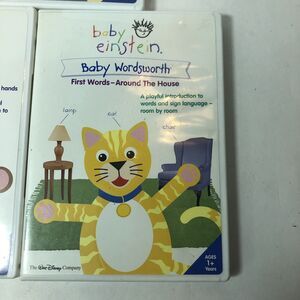 baby
einstein
Baby Wordsworth
First Words—Around The House
A playful introduction to
words and sign language –
room by room
lamp
cat
chair
hands
d
to
AGES
1+
Years
The Walt Disney Company